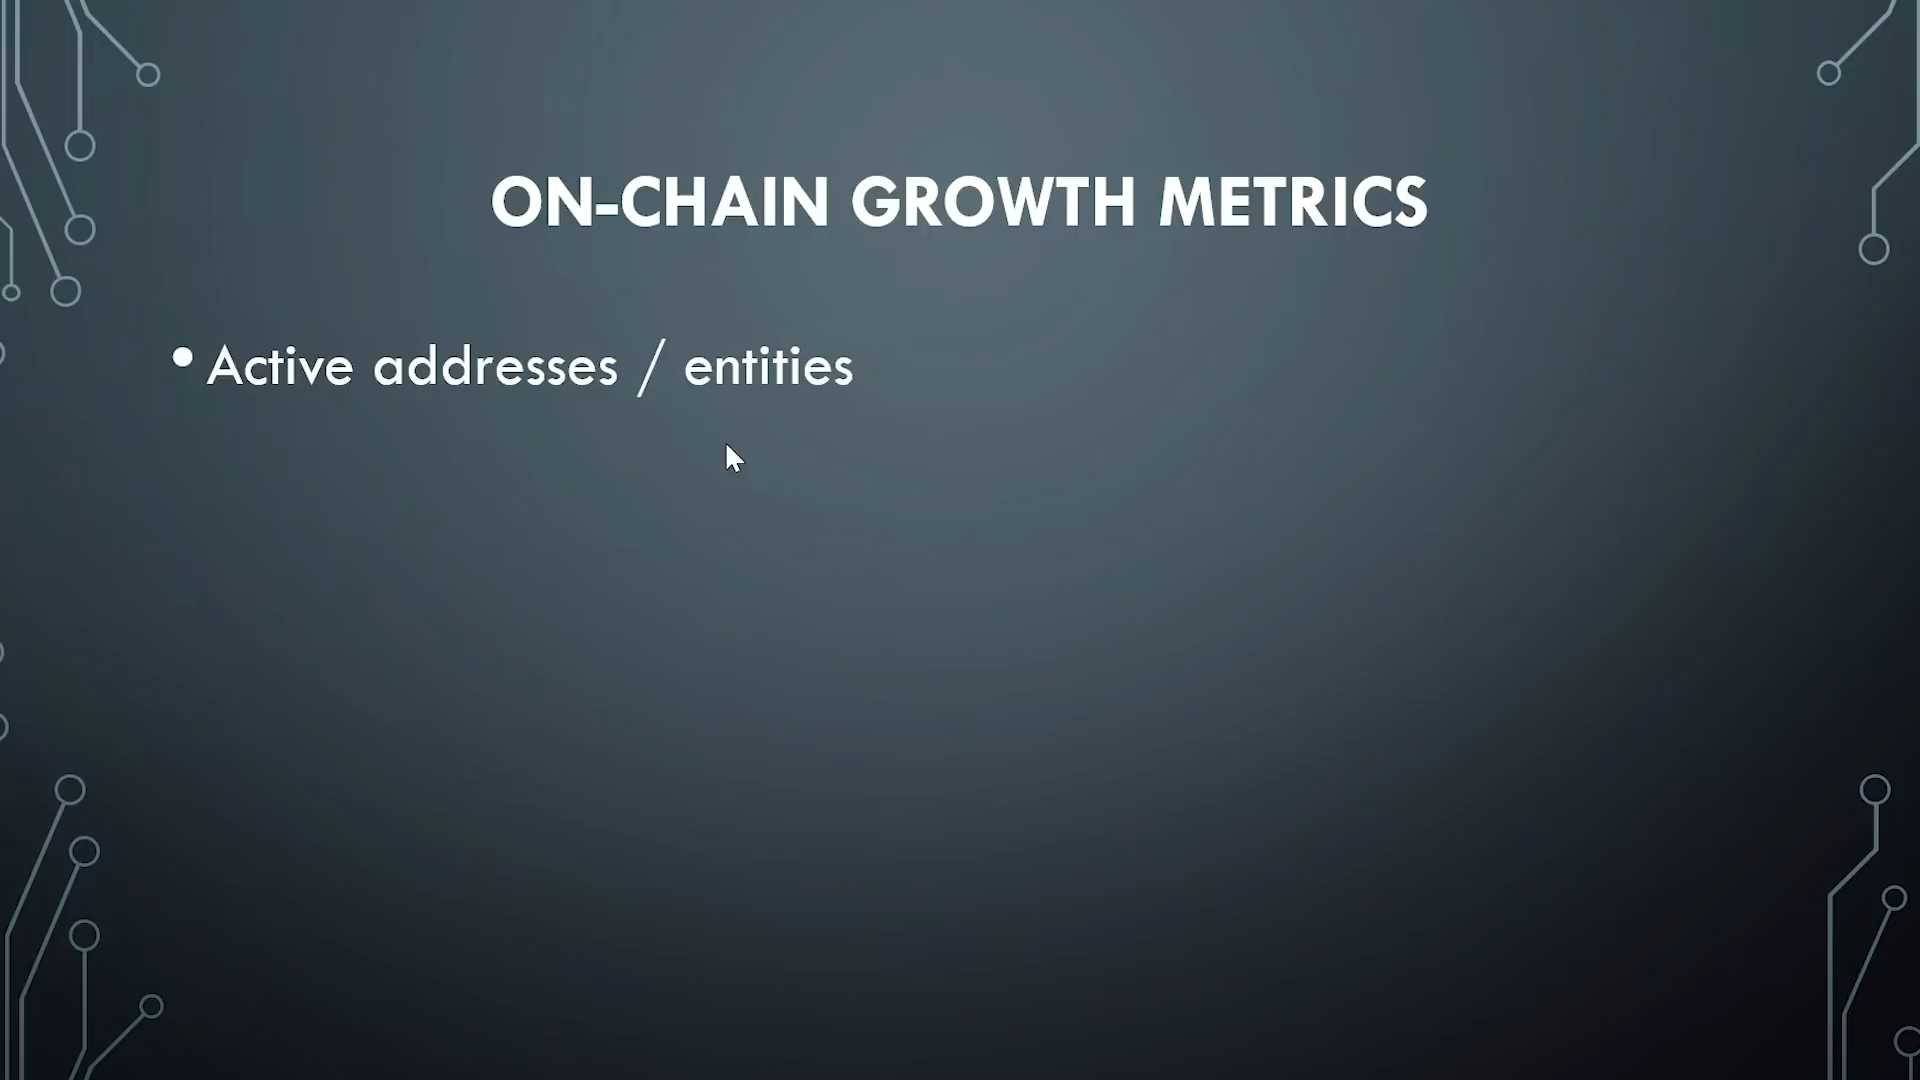 ON-CHAIN GROWTH METRICS
• Active addresses / entities